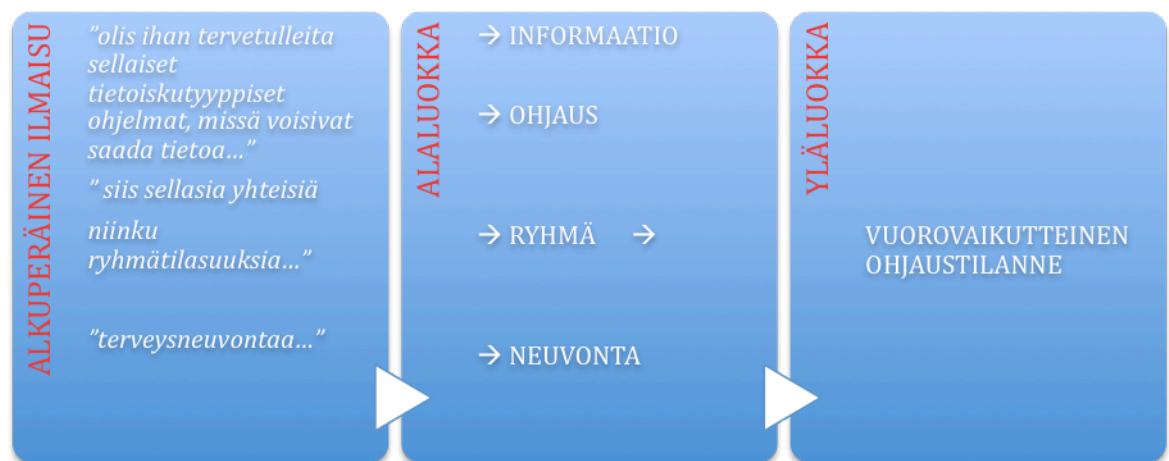 ALKUPERÄINEN ILMAISU
"olis ihan tervetulleita
sellaiset
tietoiskutyyppiset
ohjelmat, missä voisivat
saada tietoa..."
" siis sellasia yhteisiä
niinku
ryhmätilasuuksia..."
"terveysneuvontaa..."
ALALUOKKA
→ INFORMAATIO
→ OHJAUS
→ RYHMÄ →
→ NEUVONTA
YLÄLUOKKA
VUOROVAIKUTTEINEN
OHJAUSTILANNE